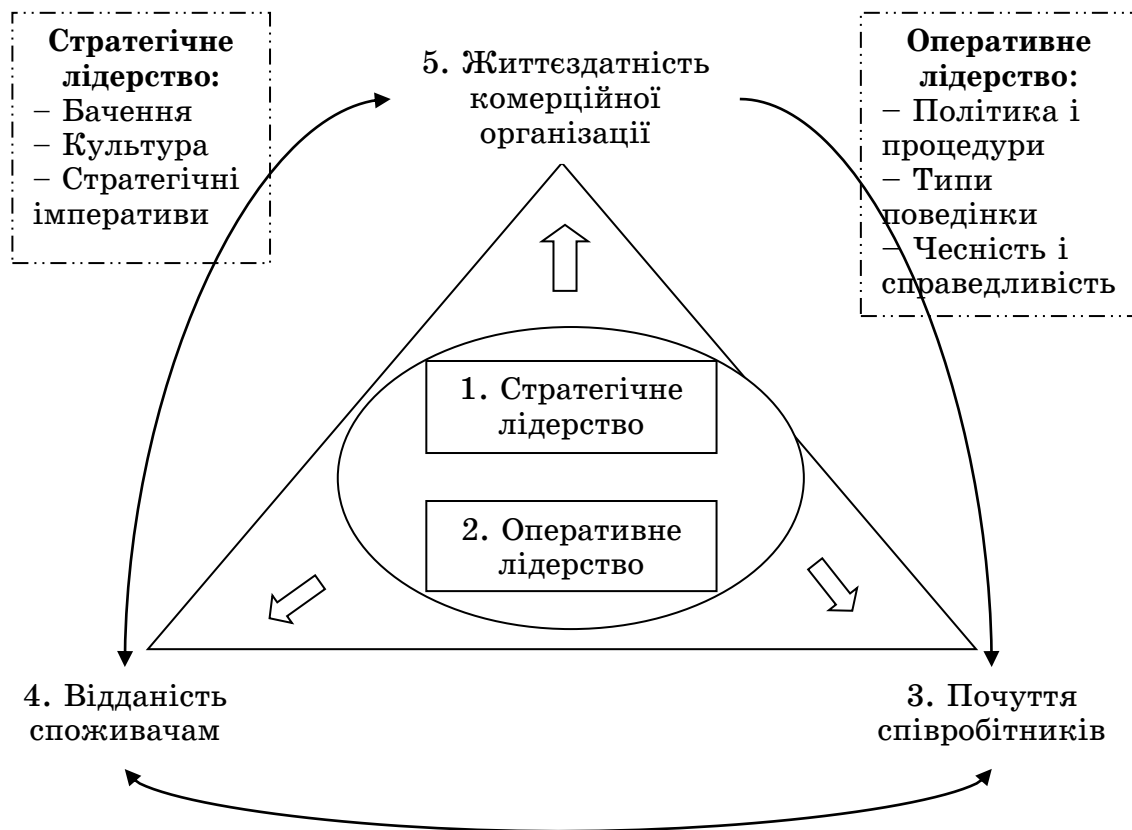 Стратегічне
лідерство:
– Бачення
– Культура
– Стратегічні
імперативи
5. Життєздатність
комерційної
організації
Оперативне
лідерство:
– Політика і
процедури
– Типи
поведінки
– Чесність і
справедливість
1. Стратегічне
лідерство
2. Оперативне
лідерство
4. Відданість
споживачам
3. Почуття
співробітників